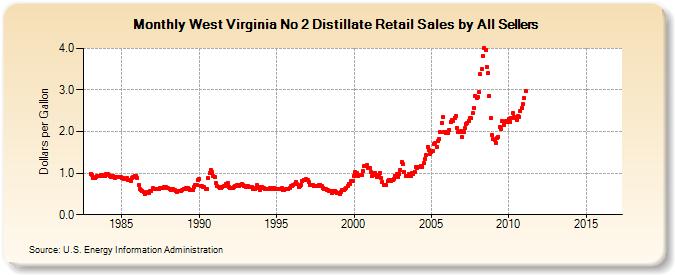 Monthly West Virginia No 2 Distillate Retail Sales by All Sellers
Dollars per Gallon
4.0
3.0
2.0
1.0
0.0
1985 1990 1995 2000 2005 2010 2015
Source: U.S. Energy Information Administration